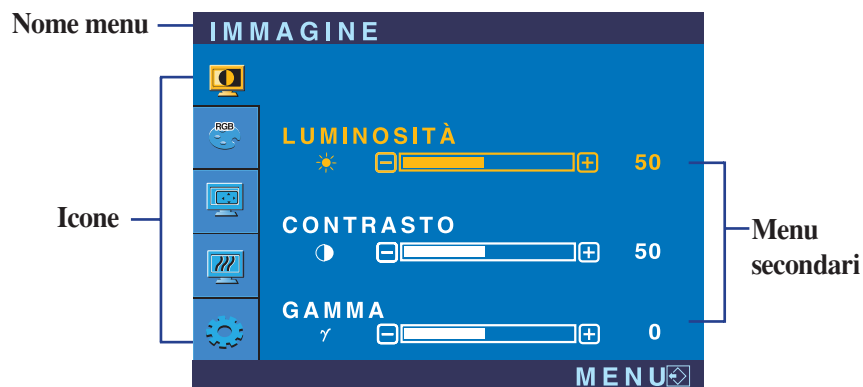 Nome menu
IMMAGINE
RGB
LUMINOSITÀ
50
Icone
CONTRASTO
50
Menu
secondari
GAMMA
γ
0
MENU